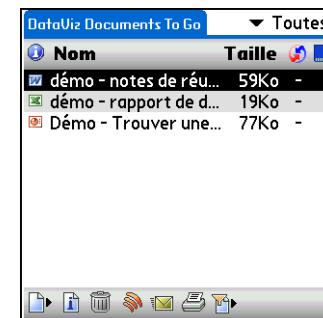 DataViz Documents To Go ▼ Toutes
Nom Taille
démo - notes de réu... 59Ko -
démo - rapport de d... 19Ko -
Démo - Trouver une... 77Ko -